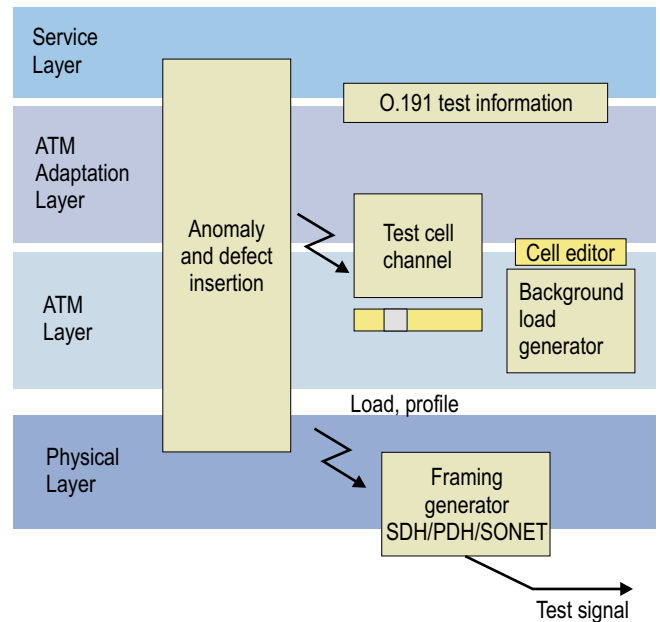 Service
Layer
O.191 test information
ATM
Adaptation
Layer
Anomaly
and defect
insertion
Test cell
channel
Cell editor
Background
load
generator
ATM
Layer
Load, profile
Physical
Layer
Framing
generator
SDH/PDH/SONET
Test signal